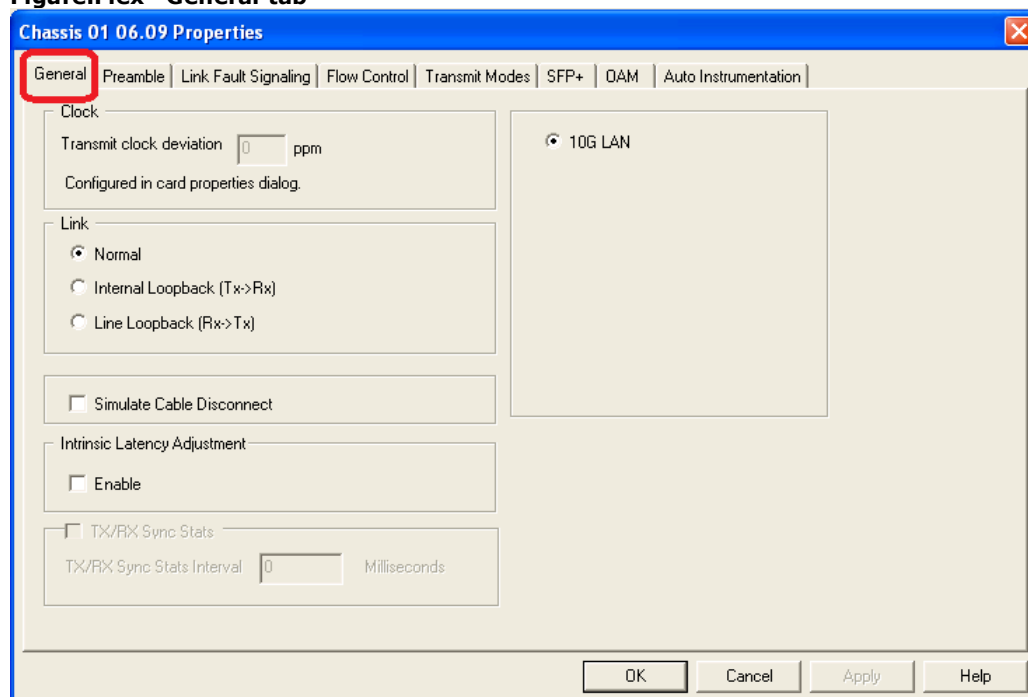 General tab
Chassis 01 06.09 Properties
General Preamble Link Fault Signaling Flow Control Transmit Modes SFP+ OAM Auto Instrumentation
Clock
Transmit clock deviation 0 ppm
Configured in card properties dialog.
10G LAN
Link
Normal
Internal Loopback (Tx->Rx)
Line Loopback (Rx->Tx)
Simulate Cable Disconnect
Intrinsic Latency Adjustment
Enable
TX/RX Sync Stats
TX/RX Sync Stats Interval 0 Milliseconds
OK Cancel Apply Help